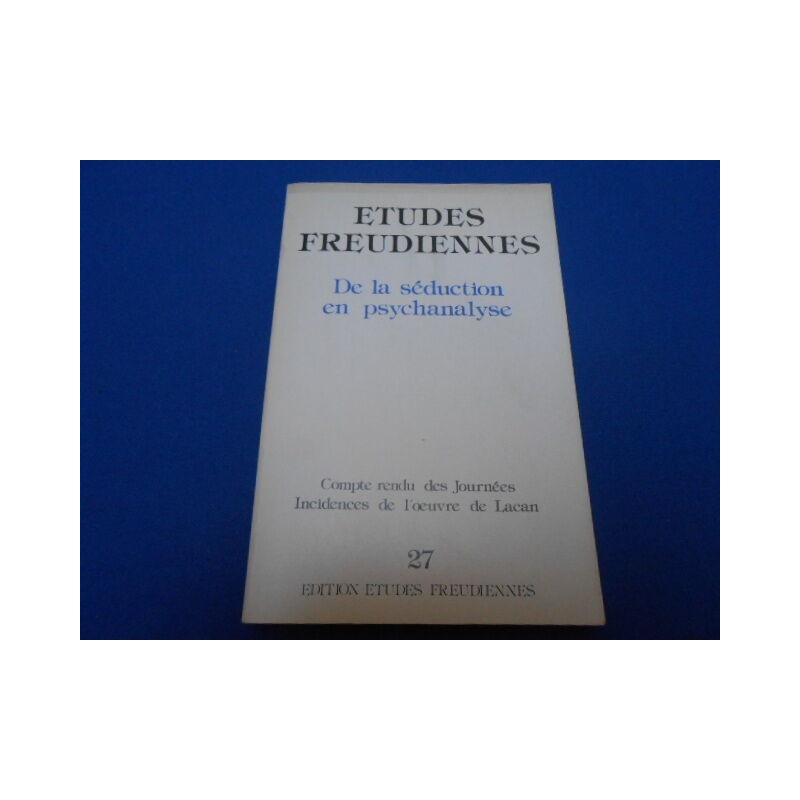 ETUDES
FREUDIENNES
De la séduction
en psychanalyse
Compte rendu des Journées
Incidences de l'œuvre de Lacan
27
EDITION ETUDES FREUDIENNES